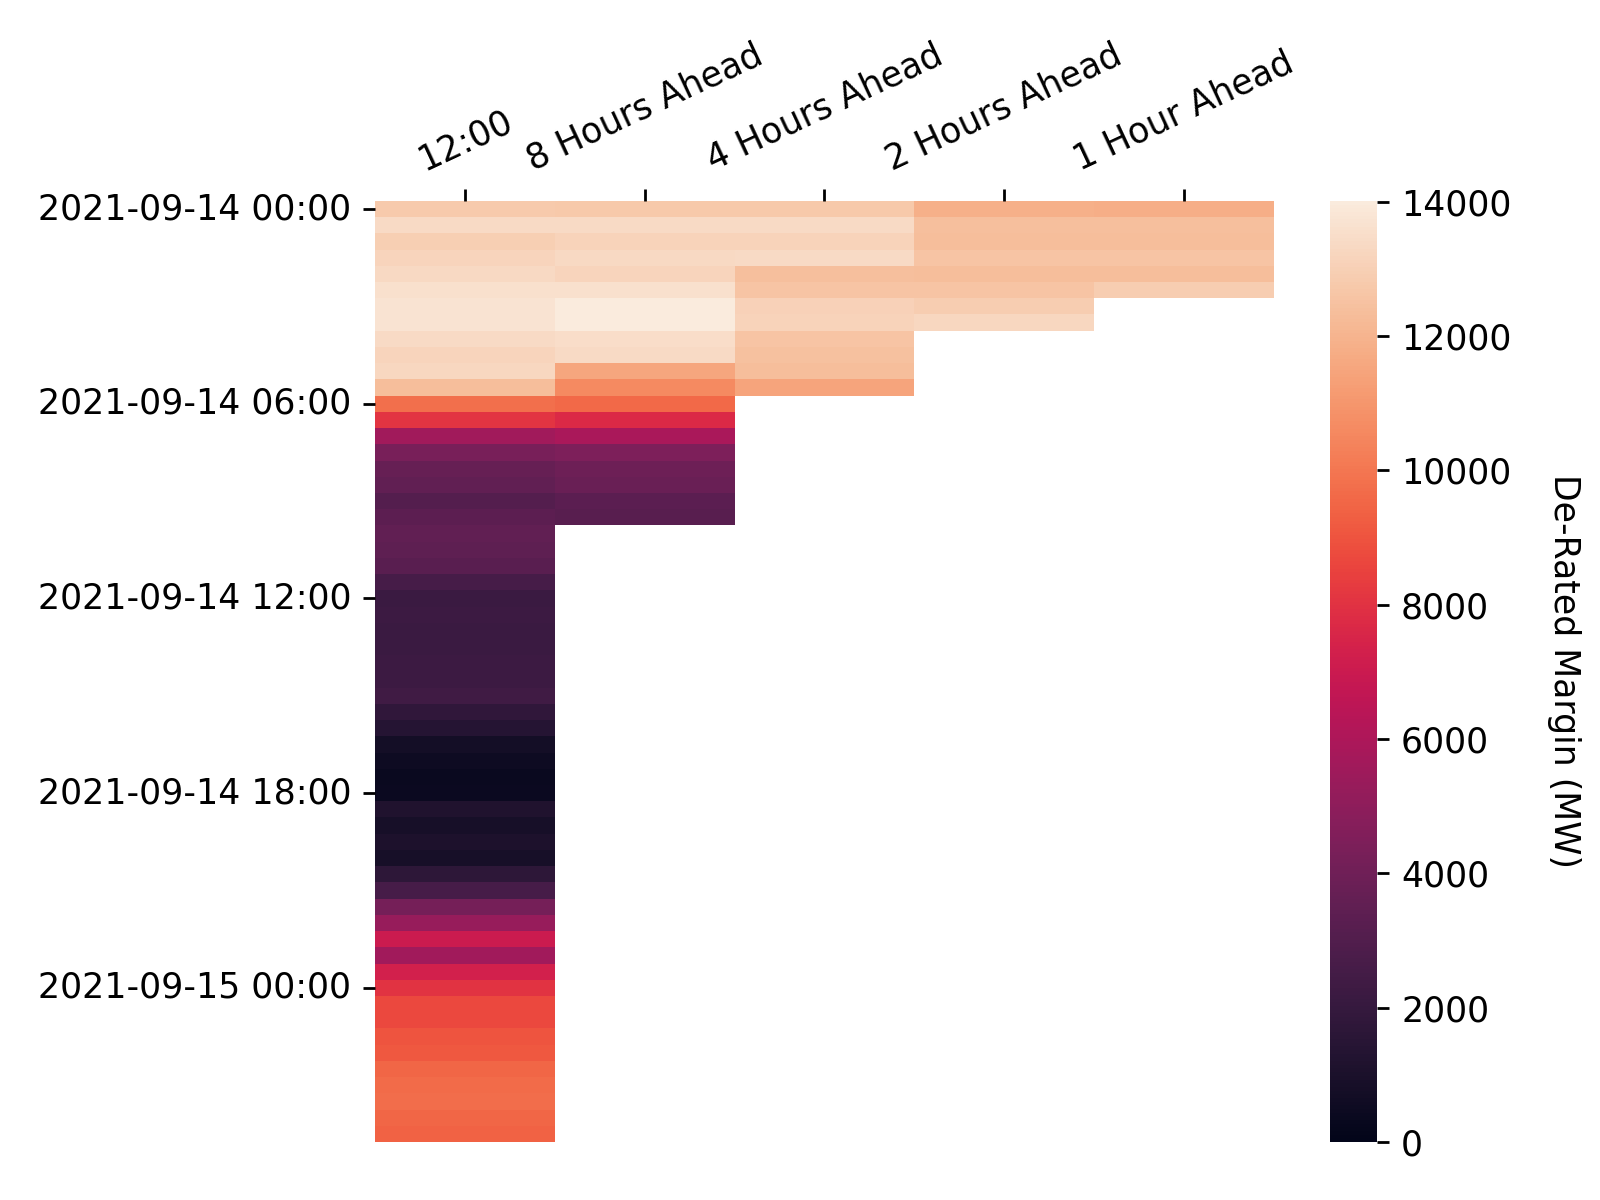 12:00
8 Hours Ahead
4 Hours Ahead
2 Hours Ahead
1 Hour Ahead
2021-09-14 00:00
2021-09-14 06:00
2021-09-14 12:00
2021-09-14 18:00
2021-09-15 00:00
14000
12000
10000
8000
6000
4000
2000
0
De-Rated Margin (MW)